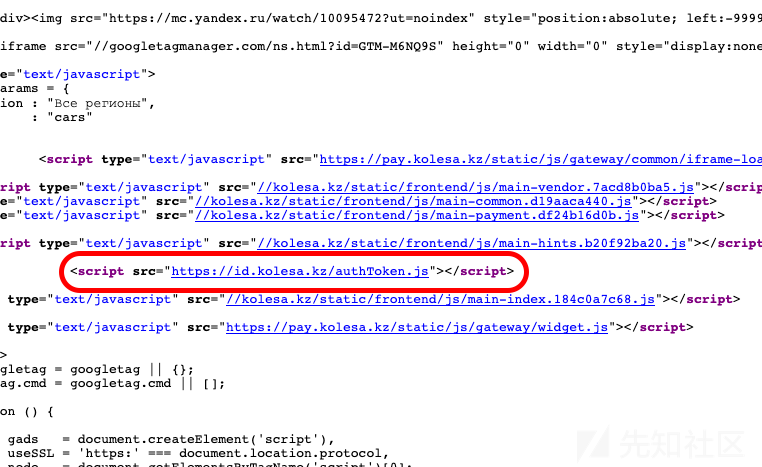 div><img src="https://mc.yandex.ru/watch/10095472?ut=noindex" style="position:absolute; left:-9999
iframe src="//googletagmanager.com/ns.html?id=GTM-M6NQ9S" height="0" width="0" style="display:none
e="text/javascript">
arams = {
ion : "Все регионы",
: "cars"
<script type="text/javascript" src="https://pay.kolesa.kz/static/js/gateway/common/iframe-loa
ript type="text/javascript" src="//kolesa.kz/static/frontend/js/main-vendor.7acd8b0ba5.js"></scrip
e="text/javascript" src="//kolesa.kz/static/frontend/js/main-common.d19aaca440.js"></script>
e="text/javascript" src="//kolesa.kz/static/frontend/js/main-payment.df24b16d0b.js"></script>
ript type="text/javascript" src="//kolesa.kz/static/frontend/js/main-hints.b20f92ba20.js"></script
<script src="https://id.kolesa.kz/authToken.js"></script>
type="text/javascript" src="//kolesa.kz/static/frontend/js/main-index.184c0a7c68.js"></script>
type="text/javascript" src="https://pay.kolesa.kz/static/js/gateway/widget.js"></script>
>
gletag = googletag || {};
ag.cmd = googletag.cmd || [];
on () {
gads = document.createElement('script'),
useSSL = 'https:' === document.location.protocol,
node = document.getElementsByTagName('script')[0];
先知社区